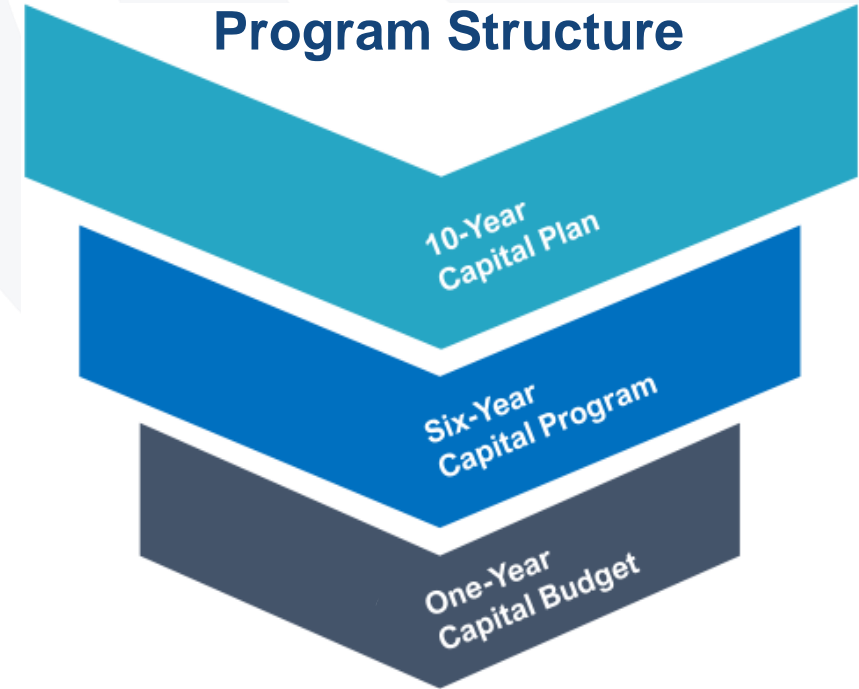 Program Structure
10-Year
Capital Plan
Six-Year
Capital Program
One-Year
Capital Budget